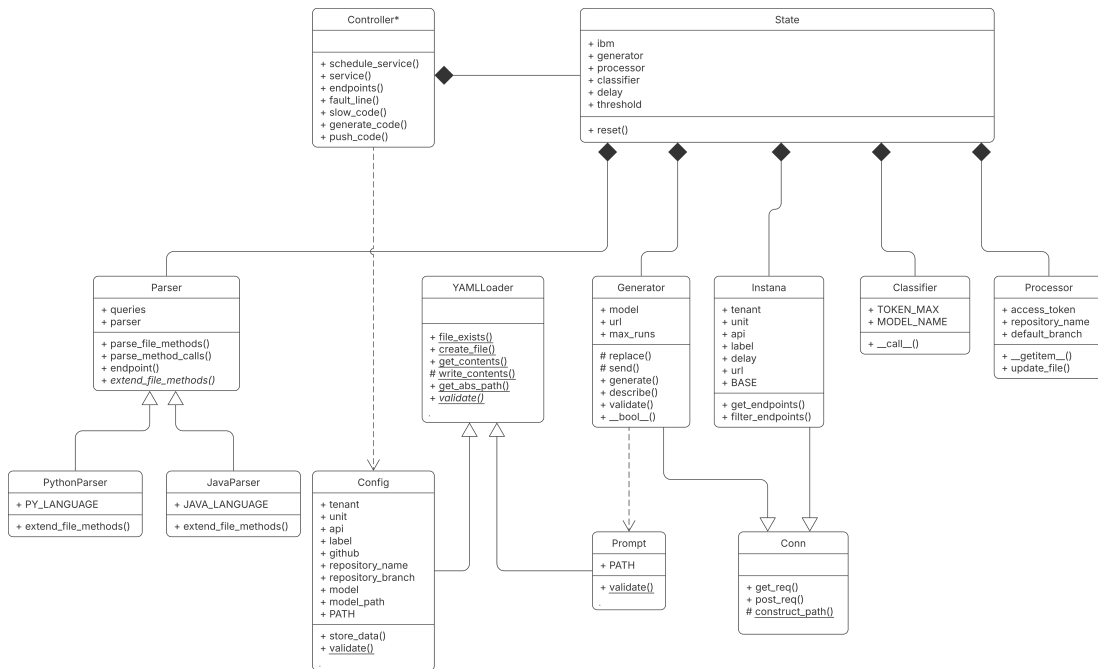 Controller*
+ schedule_service()
+ service()
+ endpoints()
+ fault_line()
+ slow_code()
+ generate_code()
+ push_code()
State
+ ibm
+ generator
+ processor
+ classifier
+ delay
+ threshold
+ reset()
Parser
+ queries
+ parser
+ parse_file_methods()
+ parse_method_calls()
+ endpoint()
+ extend_file_methods()
YAMLLoader
+ file_exists()
+ create_file()
+ get_contents()
# write_contents()
+ get_abs_path()
+ validate()
.
Generator
+ model
+ url
+ max_runs
# replace()
# send()
+ generate()
+ describe()
+ validate()
+ __bool__()
Instana
+ tenant
+ unit
+ api
+ label
+ delay
+ url
+ BASE
+ get_endpoints()
+ filter_endpoints()
Classifier
+ TOKEN_MAX
+ MODEL_NAME
+ __call__()
Processor
+ access_token
+ repository_name
+ default_branch
+ __getitem__()
+ update_file()
PythonParser
+ PY_LANGUAGE
+ extend_file_methods()
JavaParser
+ JAVA_LANGUAGE
+ extend_file_methods()
Config
+ tenant
+ unit
+ api
+ label
+ github
+ repository_name
+ repository_branch
+ model
+ model_path
+ PATH
+ store_data()
+ validate()
.
Prompt
+ PATH
+ validate()
.
Conn
+ get_req()
+ post_req()
# construct_path()